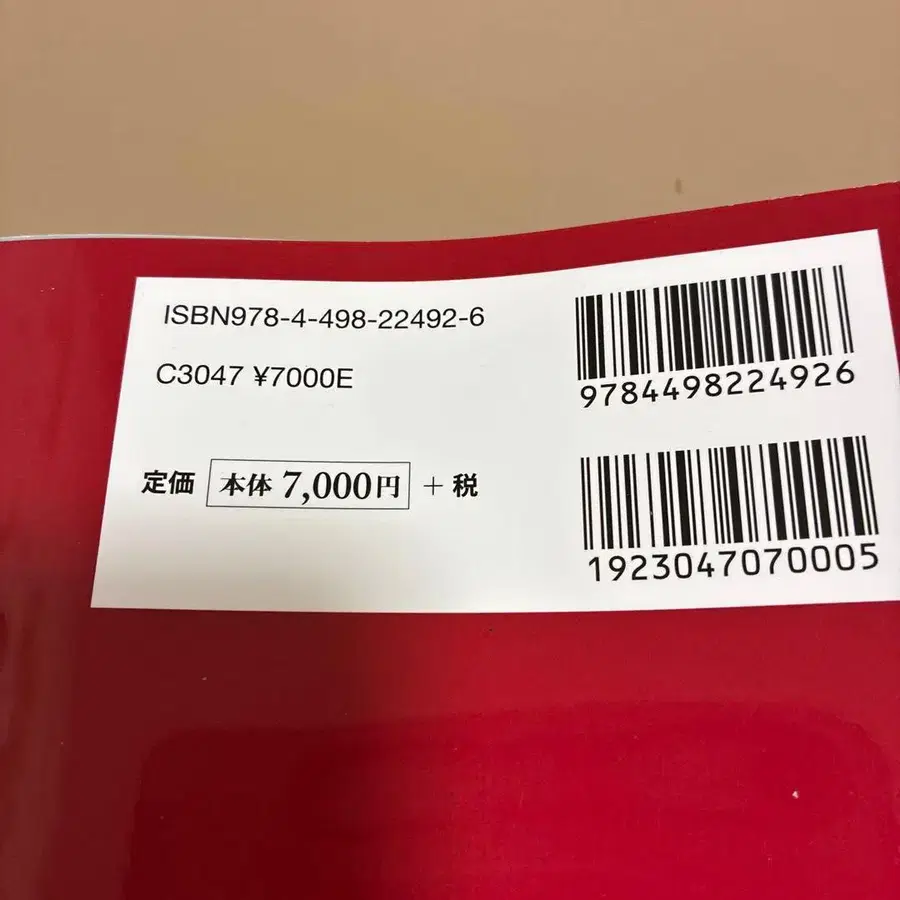 ISBN978-4-498-22492-6
C3047 ¥7000E
定価 本体 7,000円 + 税
9784498224926
1923047070005